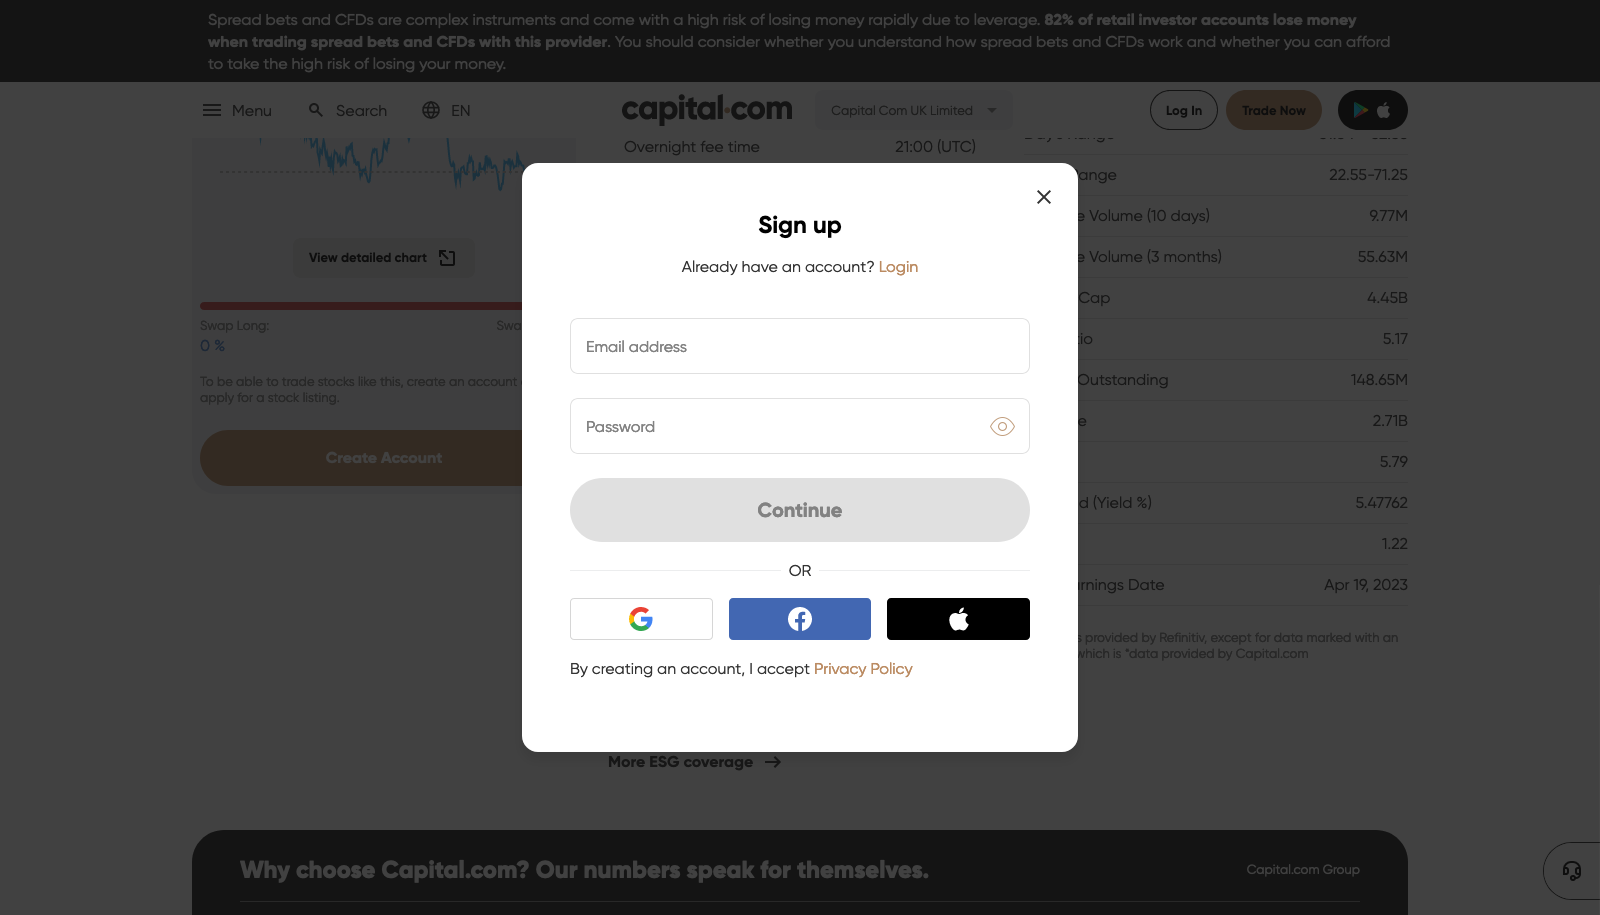 Spread bets and CFDs are complex instruments and come with a high risk of losing money rapidly due to leverage. 82% of retail investor accounts lose money
when trading spread bets and CFDs with this provider. You should consider whether you understand how spread bets and CFDs work and whether you can afford
to take the high risk of losing your money.
Menu
Search
EN
capital.com
Capital Com UK Limited
Log In
Trade Now
Overnight fee time
21:00 (UTC)
ange
22.55-71.25
e Volume (10 days)
9.77M
e Volume (3 months)
55.63M
Cap
4.45B
tio
5.17
Outstanding
148.65M
e
2.71B
5.79
d (Yield %)
5.47762
1.22
rnings Date
Apr 19, 2023
s provided by Refinitiv, except for data marked with an
which is *data provided by Capital.com
View detailed chart
Swap Long:
Swa
0 %
To be able to trade stocks like this, create an account
apply for a stock listing.
Create Account
Sign up
Already have an account? Login
Email address
Password
Continue
OR
By creating an account, I accept Privacy Policy
More ESG coverage
Why choose Capital.com? Our numbers speak for themselves.
Capital.com Group